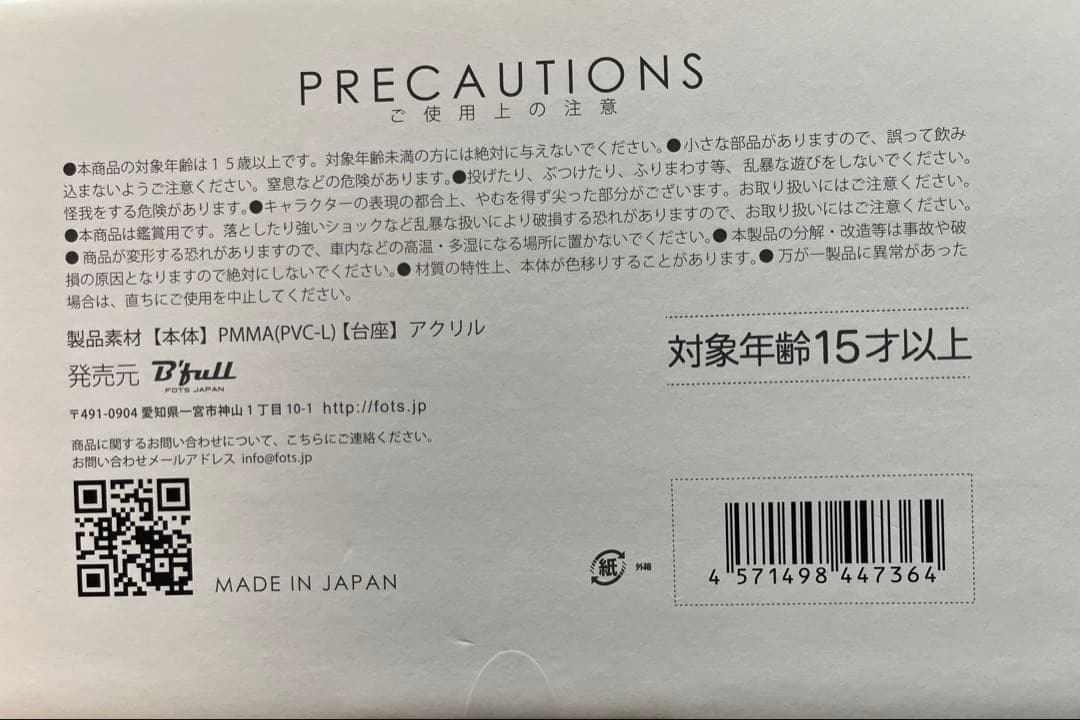 PRECAUTIONS
ご使用上の注意
●本商品の対象年齢は15歳以上です。対象年齢未満の方には絶対に与えないでください。●小さな部品がありますので、誤って飲み
込まないようご注意ください。窒息などの危険があります。●投げたり、ぶつけたり、ふりまわす等、乱暴な遊びをしないでください。
怪我をする危険があります。●キャラクターの表現の都合上、やむを得ず尖った部分がございます。お取り扱いにはご注意ください。
●本商品は鑑賞用です。落としたり強いショックなど乱暴な扱いにより破損する恐れがありますので、お取り扱いにはご注意ください。
●商品が変形する恐れがありますので、車内などの高温・多湿になる場所に置かないでください。●本製品の分解・改造等は事故や破
損の原因となりますので絶対にしないでください。●材質の特性上、本体が色移りすることがあります。●万が一製品に異常があった
場合は、直ちにご使用を中止してください。
製品素材【本体】PMMA(PVC-L)【台座】アクリル
対象年齢15才以上
発売元 B'full
FOTS JAPAN
〒491-0904 愛知県一宮市神山1丁目10-1 http://fots.jp
商品に関するお問い合わせについて、こちらにご連絡ください。
お問い合わせメールアドレス info@fots.jp
MADE IN JAPAN
紙 外箱
4 571498 447364